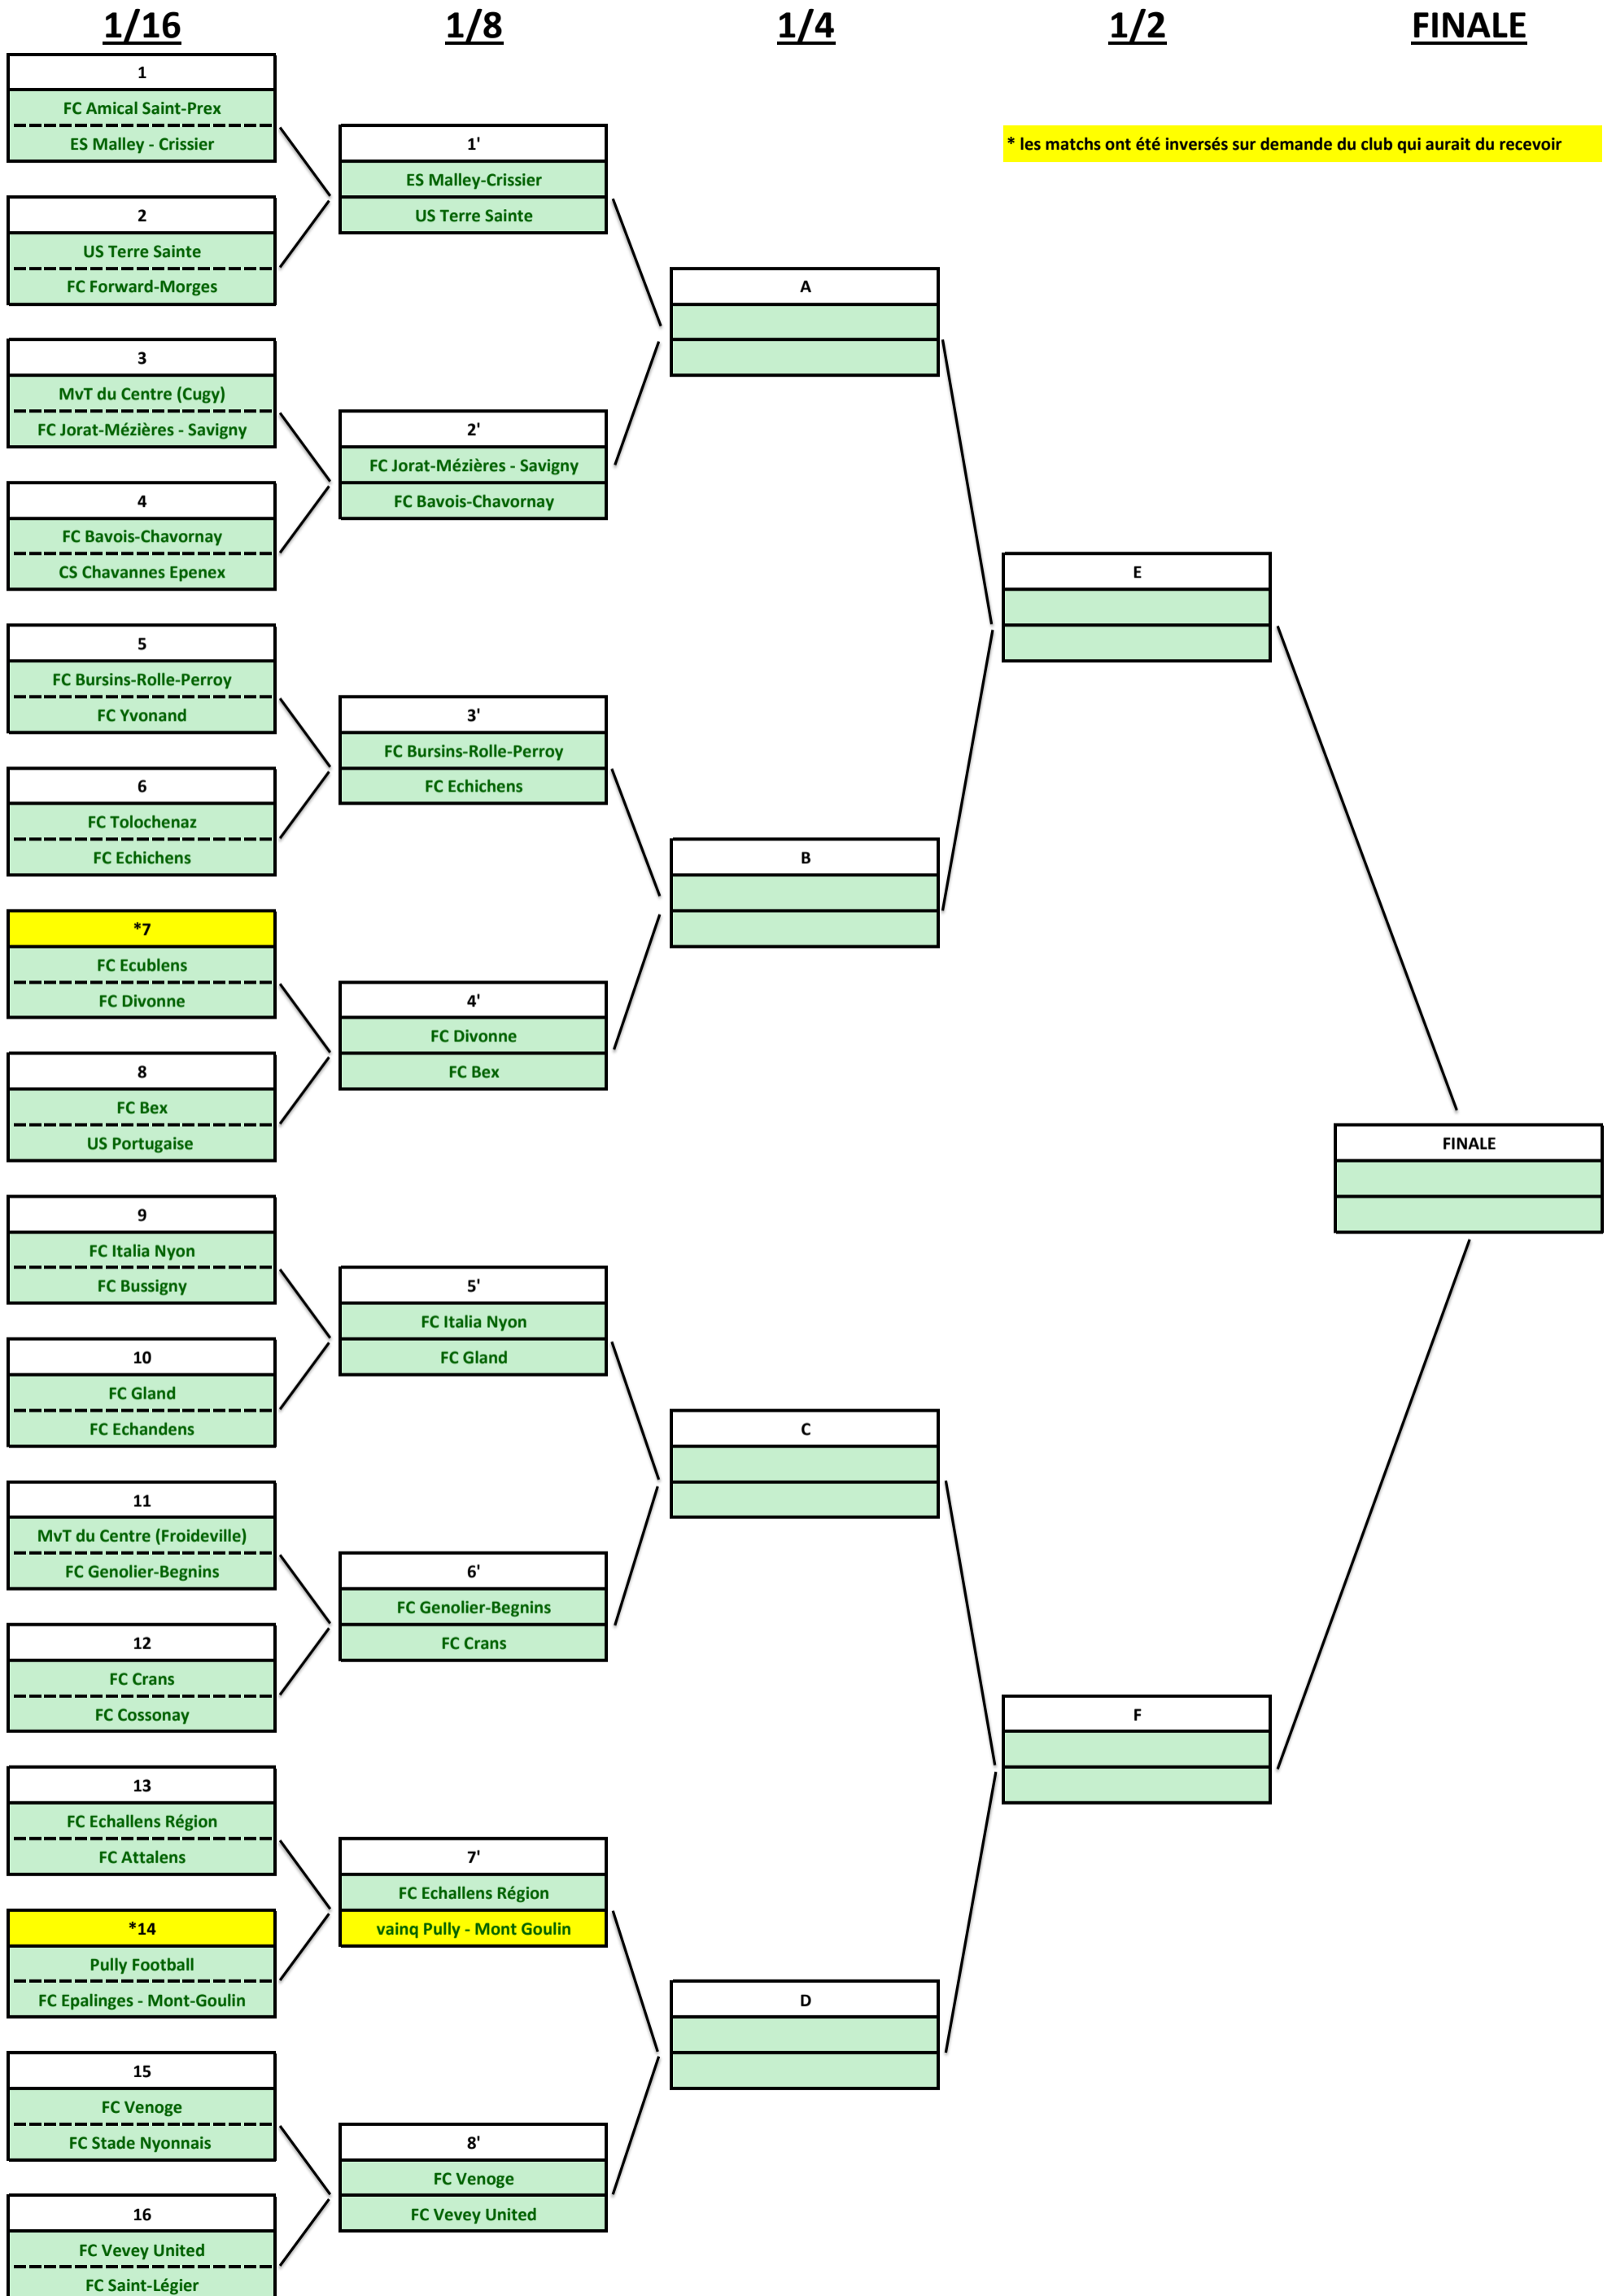 1/16
1/8
1/4
1/2
FINALE
* les matchs ont été inversés sur demande du club qui aurait du recevoir
1
FC Amical Saint-Prex
ES Malley - Crissier
2
US Terre Sainte
FC Forward-Morges
3
MvT du Centre (Cugy)
FC Jorat-Mézières - Savigny
4
FC Bavois-Chavornay
CS Chavannes Epenex
5
FC Bursins-Rolle-Perroy
FC Yvonand
6
FC Tolochenaz
FC Echichens
*7
FC Ecublens
FC Divonne
8
FC Bex
US Portugaise
9
FC Italia Nyon
FC Bussigny
10
FC Gland
FC Echandens
11
MvT du Centre (Froideville)
FC Genolier-Begnins
12
FC Crans
FC Cossonay
13
FC Echallens Région
FC Attalens
*14
Pully Football
FC Epalinges - Mont-Goulin
15
FC Venoge
FC Stade Nyonnais
16
FC Vevey United
FC Saint-Légier
1'
ES Malley-Crissier
US Terre Sainte
2'
FC Jorat-Mézières - Savigny
FC Bavois-Chavornay
3'
FC Bursins-Rolle-Perroy
FC Echichens
4'
FC Divonne
FC Bex
5'
FC Italia Nyon
FC Gland
6'
FC Genolier-Begnins
FC Crans
7'
FC Echallens Région
vainq Pully - Mont Goulin
8'
FC Venoge
FC Vevey United
A
B
C
D
E
F
FINALE